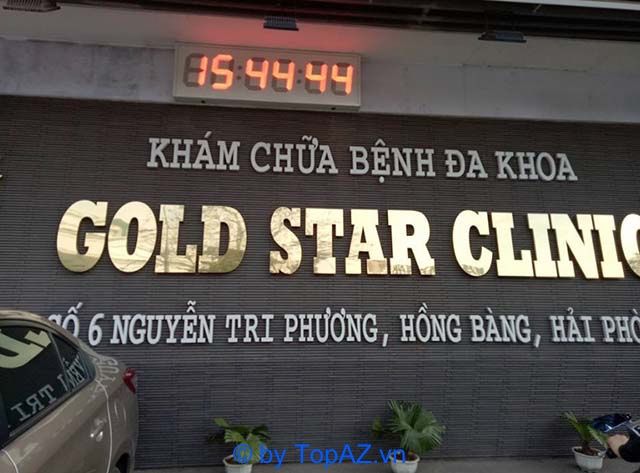 15 44 44
KHÁM CHỮA BỆNH ĐA KHOA
GOLD STAR CLINIC
SỐ 6 NGUYỄN TRI PHƯƠNG, HỒNG BÀNG, HẢI PHÒ
© by TopAZ.vn